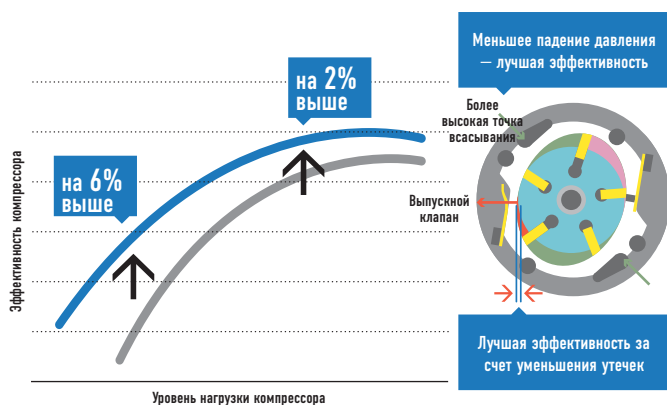 Меньшее падение давления
— лучшая эффективность
на 2%
выше
Более
высокая точка
всасывания
на 6%
выше
Выпускной
клапан
Эффективность компрессора
Лучшая эффективность за
счет уменьшения утечек
Уровень нагрузки компрессора